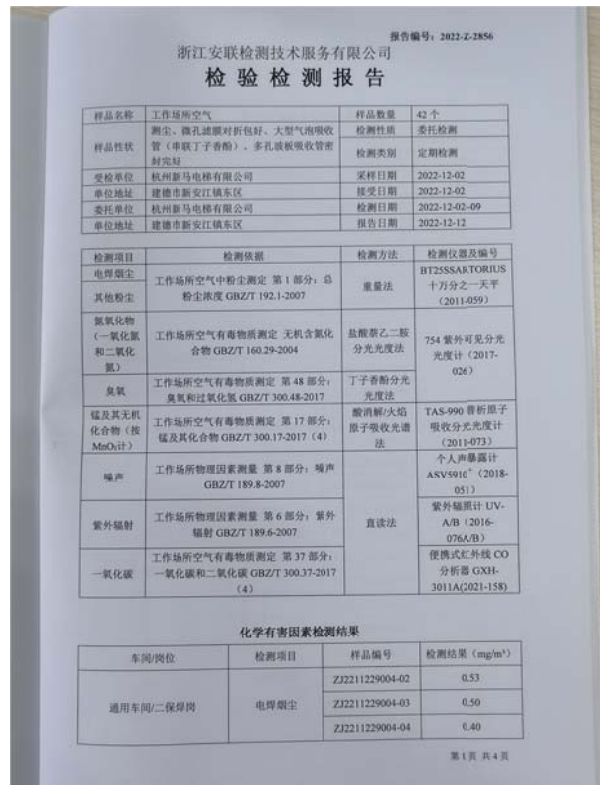 报告编号：2022-Z-2856
浙江安联检测技术服务有限公司
检验检测报告
样品名称 工作场所空气 样品数量 42个
样品性状 测尘、微孔滤膜对折包好、大型气泡吸收
管（串联丁子香酚）、多孔玻板吸收管密
封完好
检测性质 委托检测
检测类别 定期检测
受检单位 杭州新马电梯有限公司 采样日期 2022-12-02
单位地址 建德市新安江镇东区 接受日期 2022-12-02
委托单位 杭州新马电梯有限公司 检测日期 2022-12-02-09
单位地址 建德市新安江镇东区 报告日期 2022-12-12
检测项目 检测依据 检测方法 检测仪器及编号
电焊烟尘
其他粉尘
工作场所空气中粉尘测定 第1部分：总
粉尘浓度 GBZ/T 192.1-2007
重量法
BT25SSARTORIUS
十万分之一天平
（2011-059）
氮氧化物
（一氧化氮
和二氧化
氮）
工作场所空气有毒物质测定 无机含氮化
合物 GBZ/T 160.29-2004
盐酸萘乙二胺
分光光度法
754 紫外可见分光
光度计（2017-
026）
臭氧
工作场所空气有毒物质测定 第48部分：
臭氧和过氧化氢 GBZ/T 300.48-2017
丁子香酚分光
光度法
锰及其无机
化合物（按
MnO₂计）
工作场所空气有毒物质测定 第17部分：
锰及其化合物 GBZ/T 300.17-2017（4）
酸消解/火焰
原子吸收光谱
法
TAS-990 普析原子
吸收分光光度计
（2011-073）
噪声
工作场所物理因素测量 第8部分：噪声
GBZ/T 189.8-2007
直读法
个人声暴露计
ASV5910⁺（2018-
051）
紫外辐射
工作场所物理因素测量 第6部分：紫外
辐射 GBZ/T 189.6-2007
紫外辐照计 UV-
A/B（2016-
076A/B）
一氧化碳
工作场所空气有毒物质测定 第37部分：
一氧化碳和二氧化碳 GBZ/T 300.37-2017
（4）
便携式红外线 CO
分析器 GXH-
3011A(2021-158)
化学有害因素检测结果
车间/岗位 检测项目 样品编号 检测结果（mg/m³）
通用车间/二保焊岗 电焊烟尘
ZJ2211229004-02 0.53
ZJ2211229004-03 0.50
ZJ2211229004-04 0.40
第1页 共4页